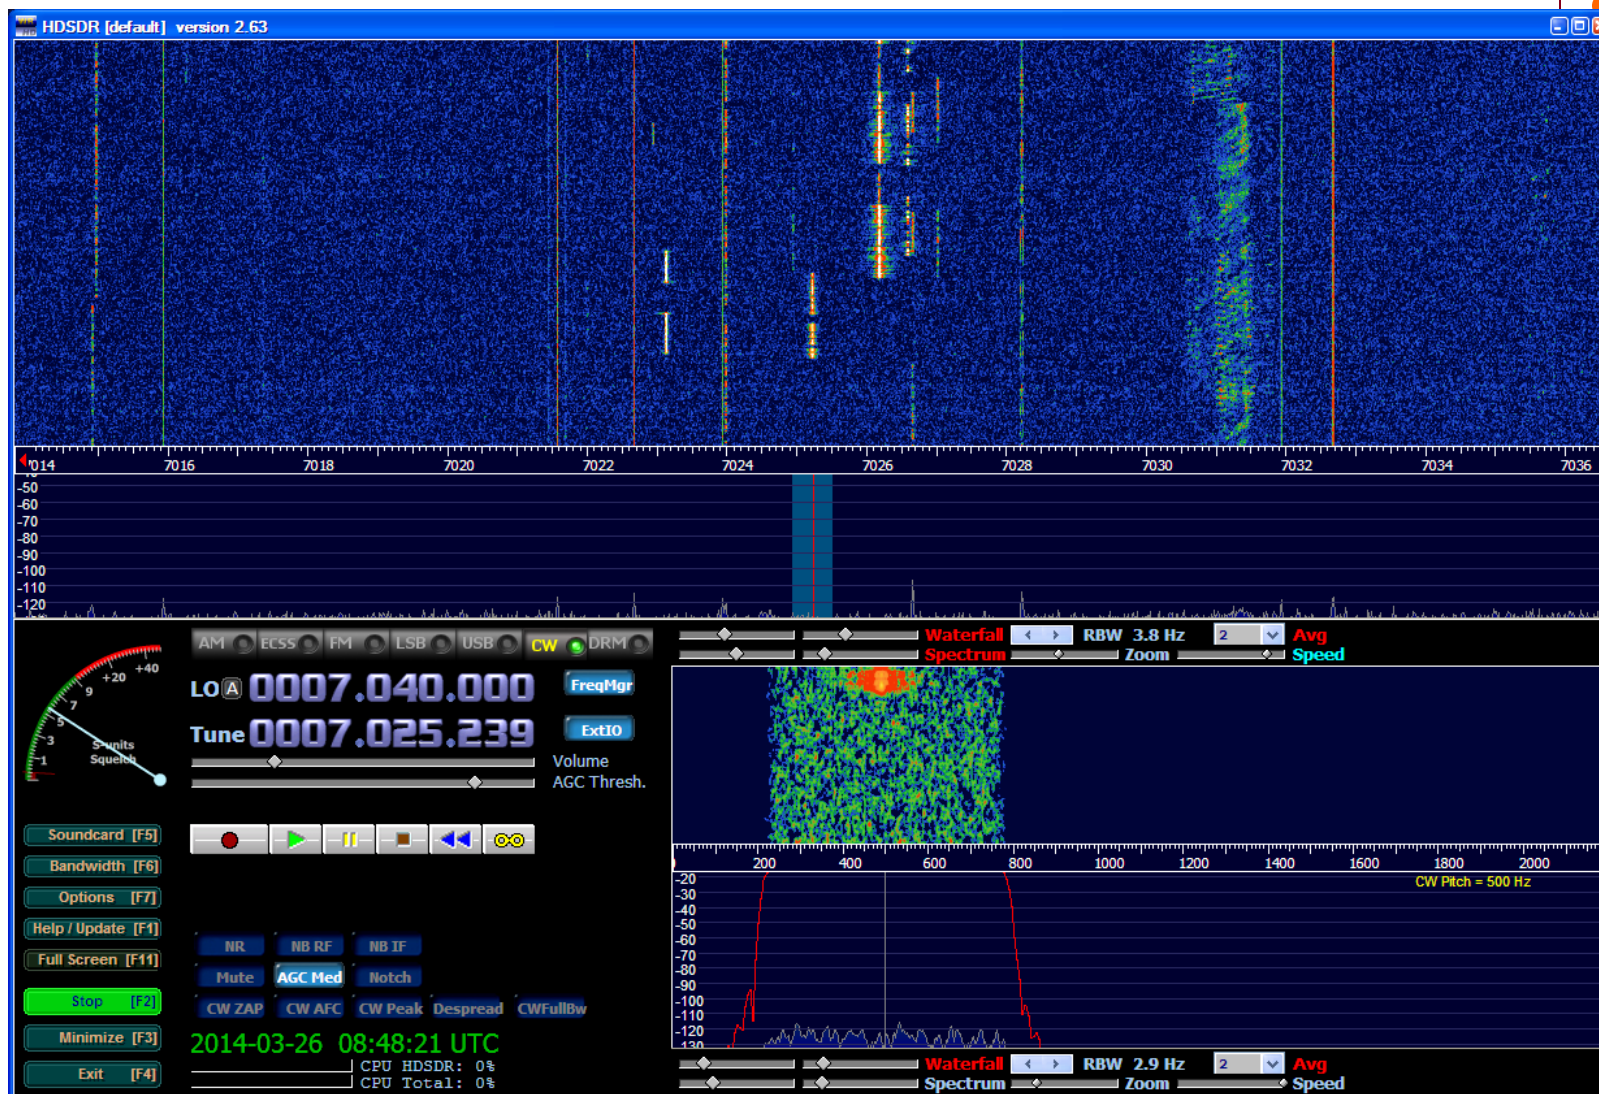 HDSDR [default] version 2.63
014 7016 7018 7020 7022 7024 7026 7028 7030 7032 7034 7036
-50
-60
-70
-80
-90
-100
-110
-120
AM ECSS FM LSB USB CW DRM
Waterfall RBW 3.8 Hz 2 Avg
Spectrum Zoom Speed
1 3 5 7 9 +20 +40
S-units
Squelch
LO A 0007.040.000 FreqMgr
Tune 0007.025.239 ExtIO
Volume
AGC Thresh.
Soundcard [F5]
Bandwidth [F6]
Options [F7]
Help / Update [F1]
Full Screen [F11]
Stop [F2]
Minimize [F3]
Exit [F4]
NR NB RF NB IF
Mute AGC Med Notch
CW ZAP CW AFC CW Peak Despread CWFullBw
2014-03-26 08:48:21 UTC
CPU HDSDR: 0%
CPU Total: 0%
200 400 600 800 1000 1200 1400 1600 1800 2000
CW Pitch = 500 Hz
-20
-30
-40
-50
-60
-70
-80
-90
-100
-110
-120
130
Waterfall RBW 2.9 Hz 2 Avg
Spectrum Zoom Speed